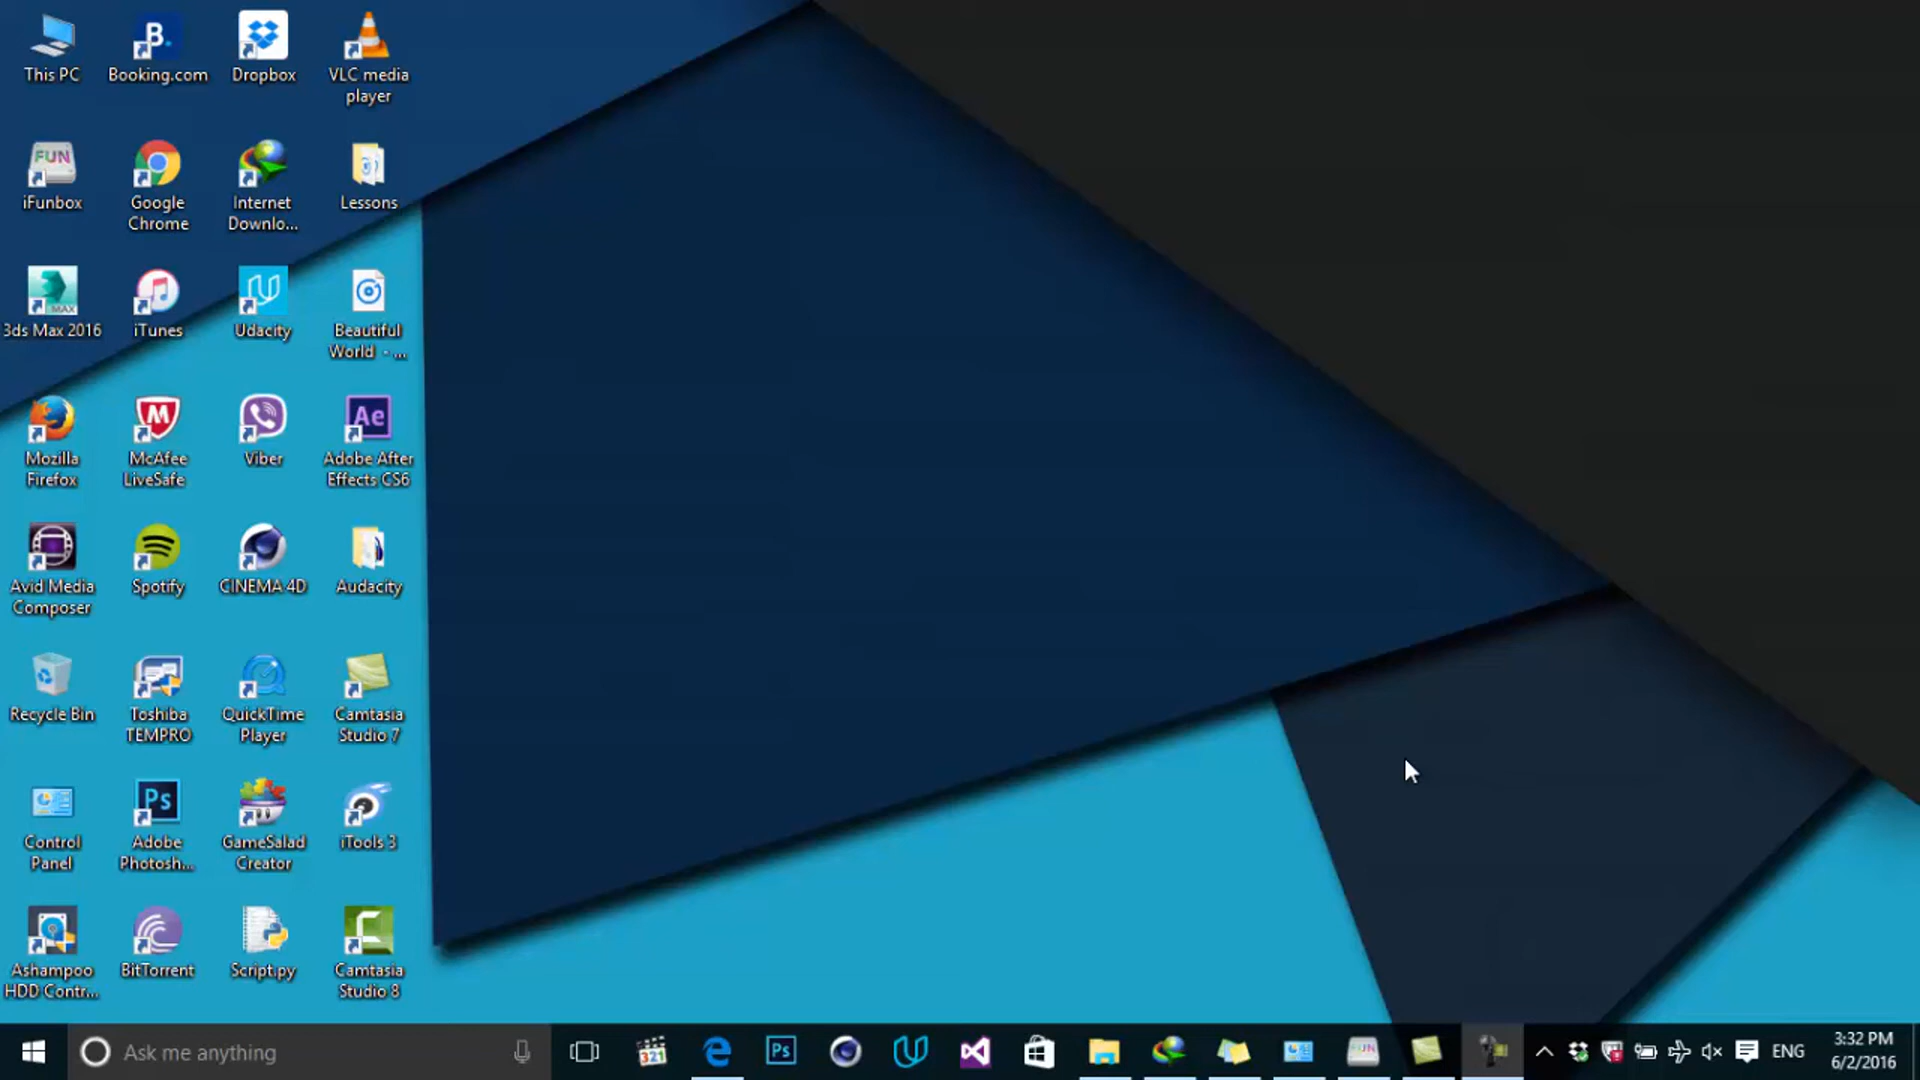 This PC
Booking.com
Dropbox
VLC media
player
iFunbox
Google
Chrome
Internet
Downlo...
Lessons
3ds Max 2016
iTunes
Udacity
Beautiful
World - ...
Mozilla
Firefox
McAfee
LiveSafe
Viber
Adobe After
Effects CS6
Avid Media
Composer
Spotify
CINEMA 4D
Audacity
Recycle Bin
Toshiba
TEMPRO
QuickTime
Player
Camtasia
Studio 7
Control
Panel
Adobe
Photosh...
GameSalad
Creator
iTools 3
Ashampoo
HDD Contr...
BitTorrent
Script.py
Camtasia
Studio 8
B.
FUN
MAX
Ae
Ps
Ask me anything
321
Ps
FUN
ENG
3:32 PM
6/2/2016